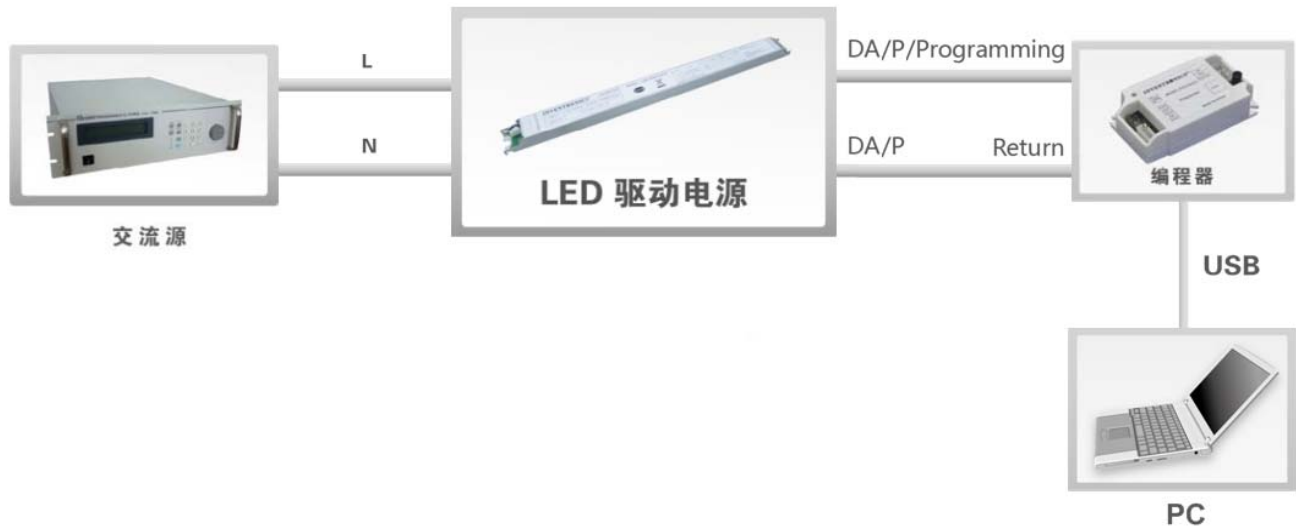 L
N
交流源
LED 驱动电源
DA/P/Programming
DA/P Return
编程器
USB
PC